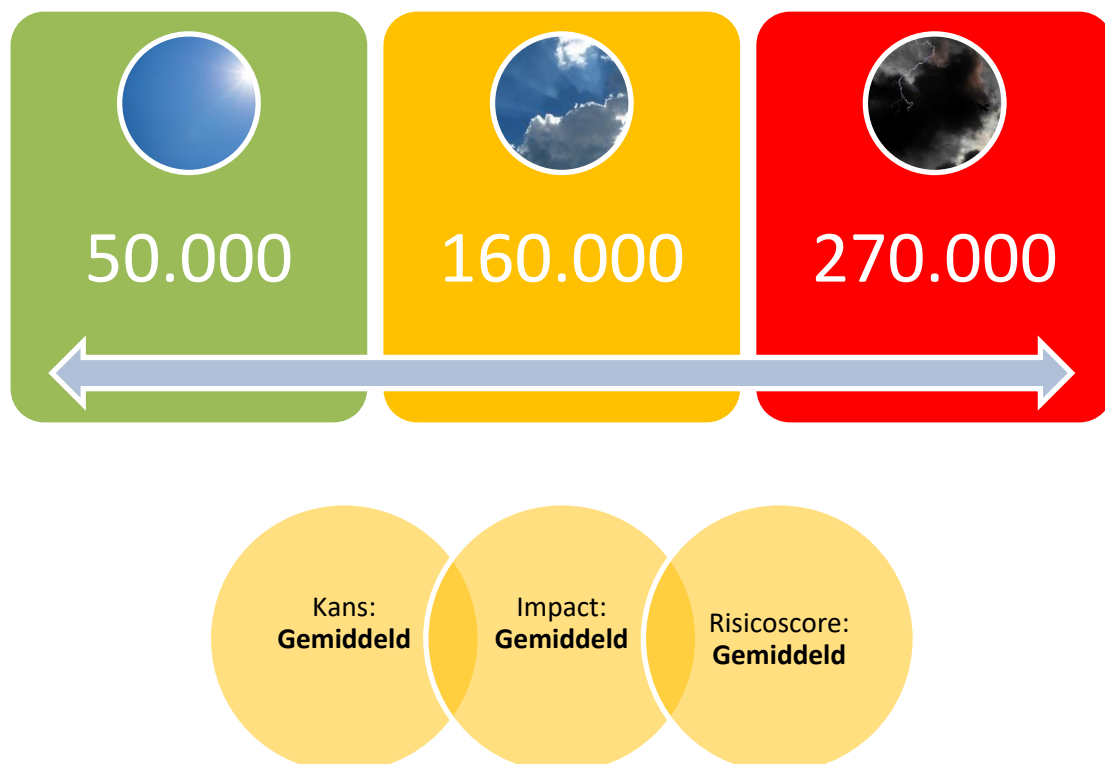 50.000
160.000
270.000
Kans:
Gemiddeld
Impact:
Gemiddeld
Risicoscore:
Gemiddeld